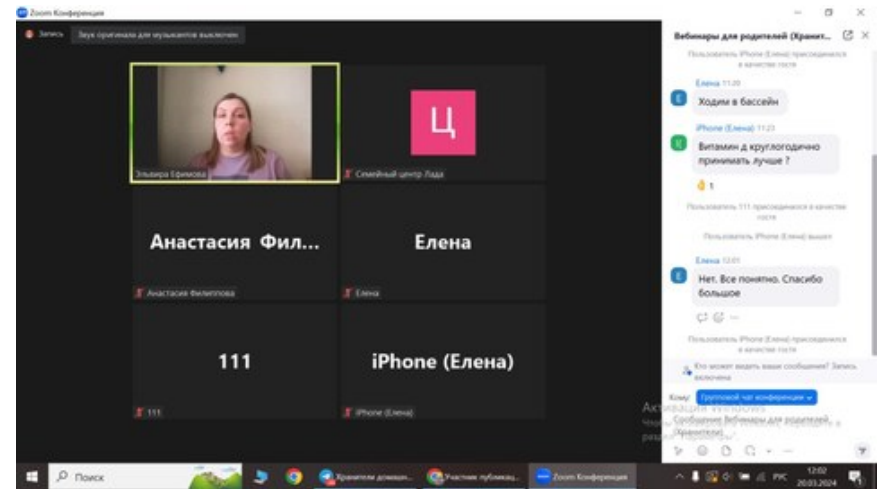 Zoom Конференция
Запись
Звук оригинала для музыкантов выключен
Эльвира Ефимова
Ц
Семейный центр Лада
Анастасия Фил...
Анастасия Филиппова
Елена
Елена
111
111
iPhone (Елена)
iPhone (Елена)
Вебинары для родителей (Хранит...
Пользователь iPhone (Елена) присоединился
в качестве гостя
Елена 11:20
E
Ходим в бассейн
iPhone (Елена) 11:23
Витамин д круглогодично
принимать лучше ?
1
Пользователь 111 присоединился в качестве
гостя
Пользователь iPhone (Елена) вышел
Елена 12:01
E
Нет. Все понятно. Спасибо
большое
Пользователь iPhone (Елена) присоединился
в качестве гостя
Кто может видеть ваши сообщения? Запись
включена
Кому: Групповой чат конференции
Активация Windows
Сообщение Вебинары для родителей
(Хранители)
Поиск
Хранители домашн...
Участник публикац...
Zoom Конференция
РУС
12:02
20.03.2024